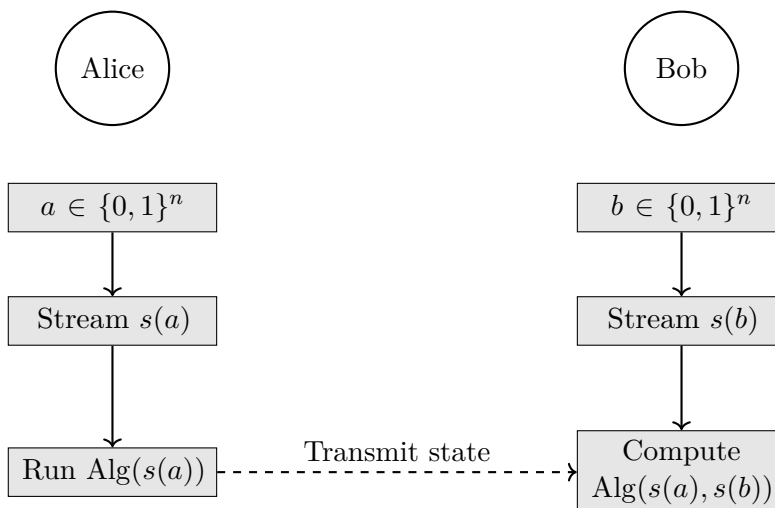 Alice
Bob
a ∈ {0, 1}ⁿ
b ∈ {0, 1}ⁿ
Stream s(a)
Stream s(b)
Transmit state
Run Alg(s(a))
Compute
Alg(s(a), s(b))